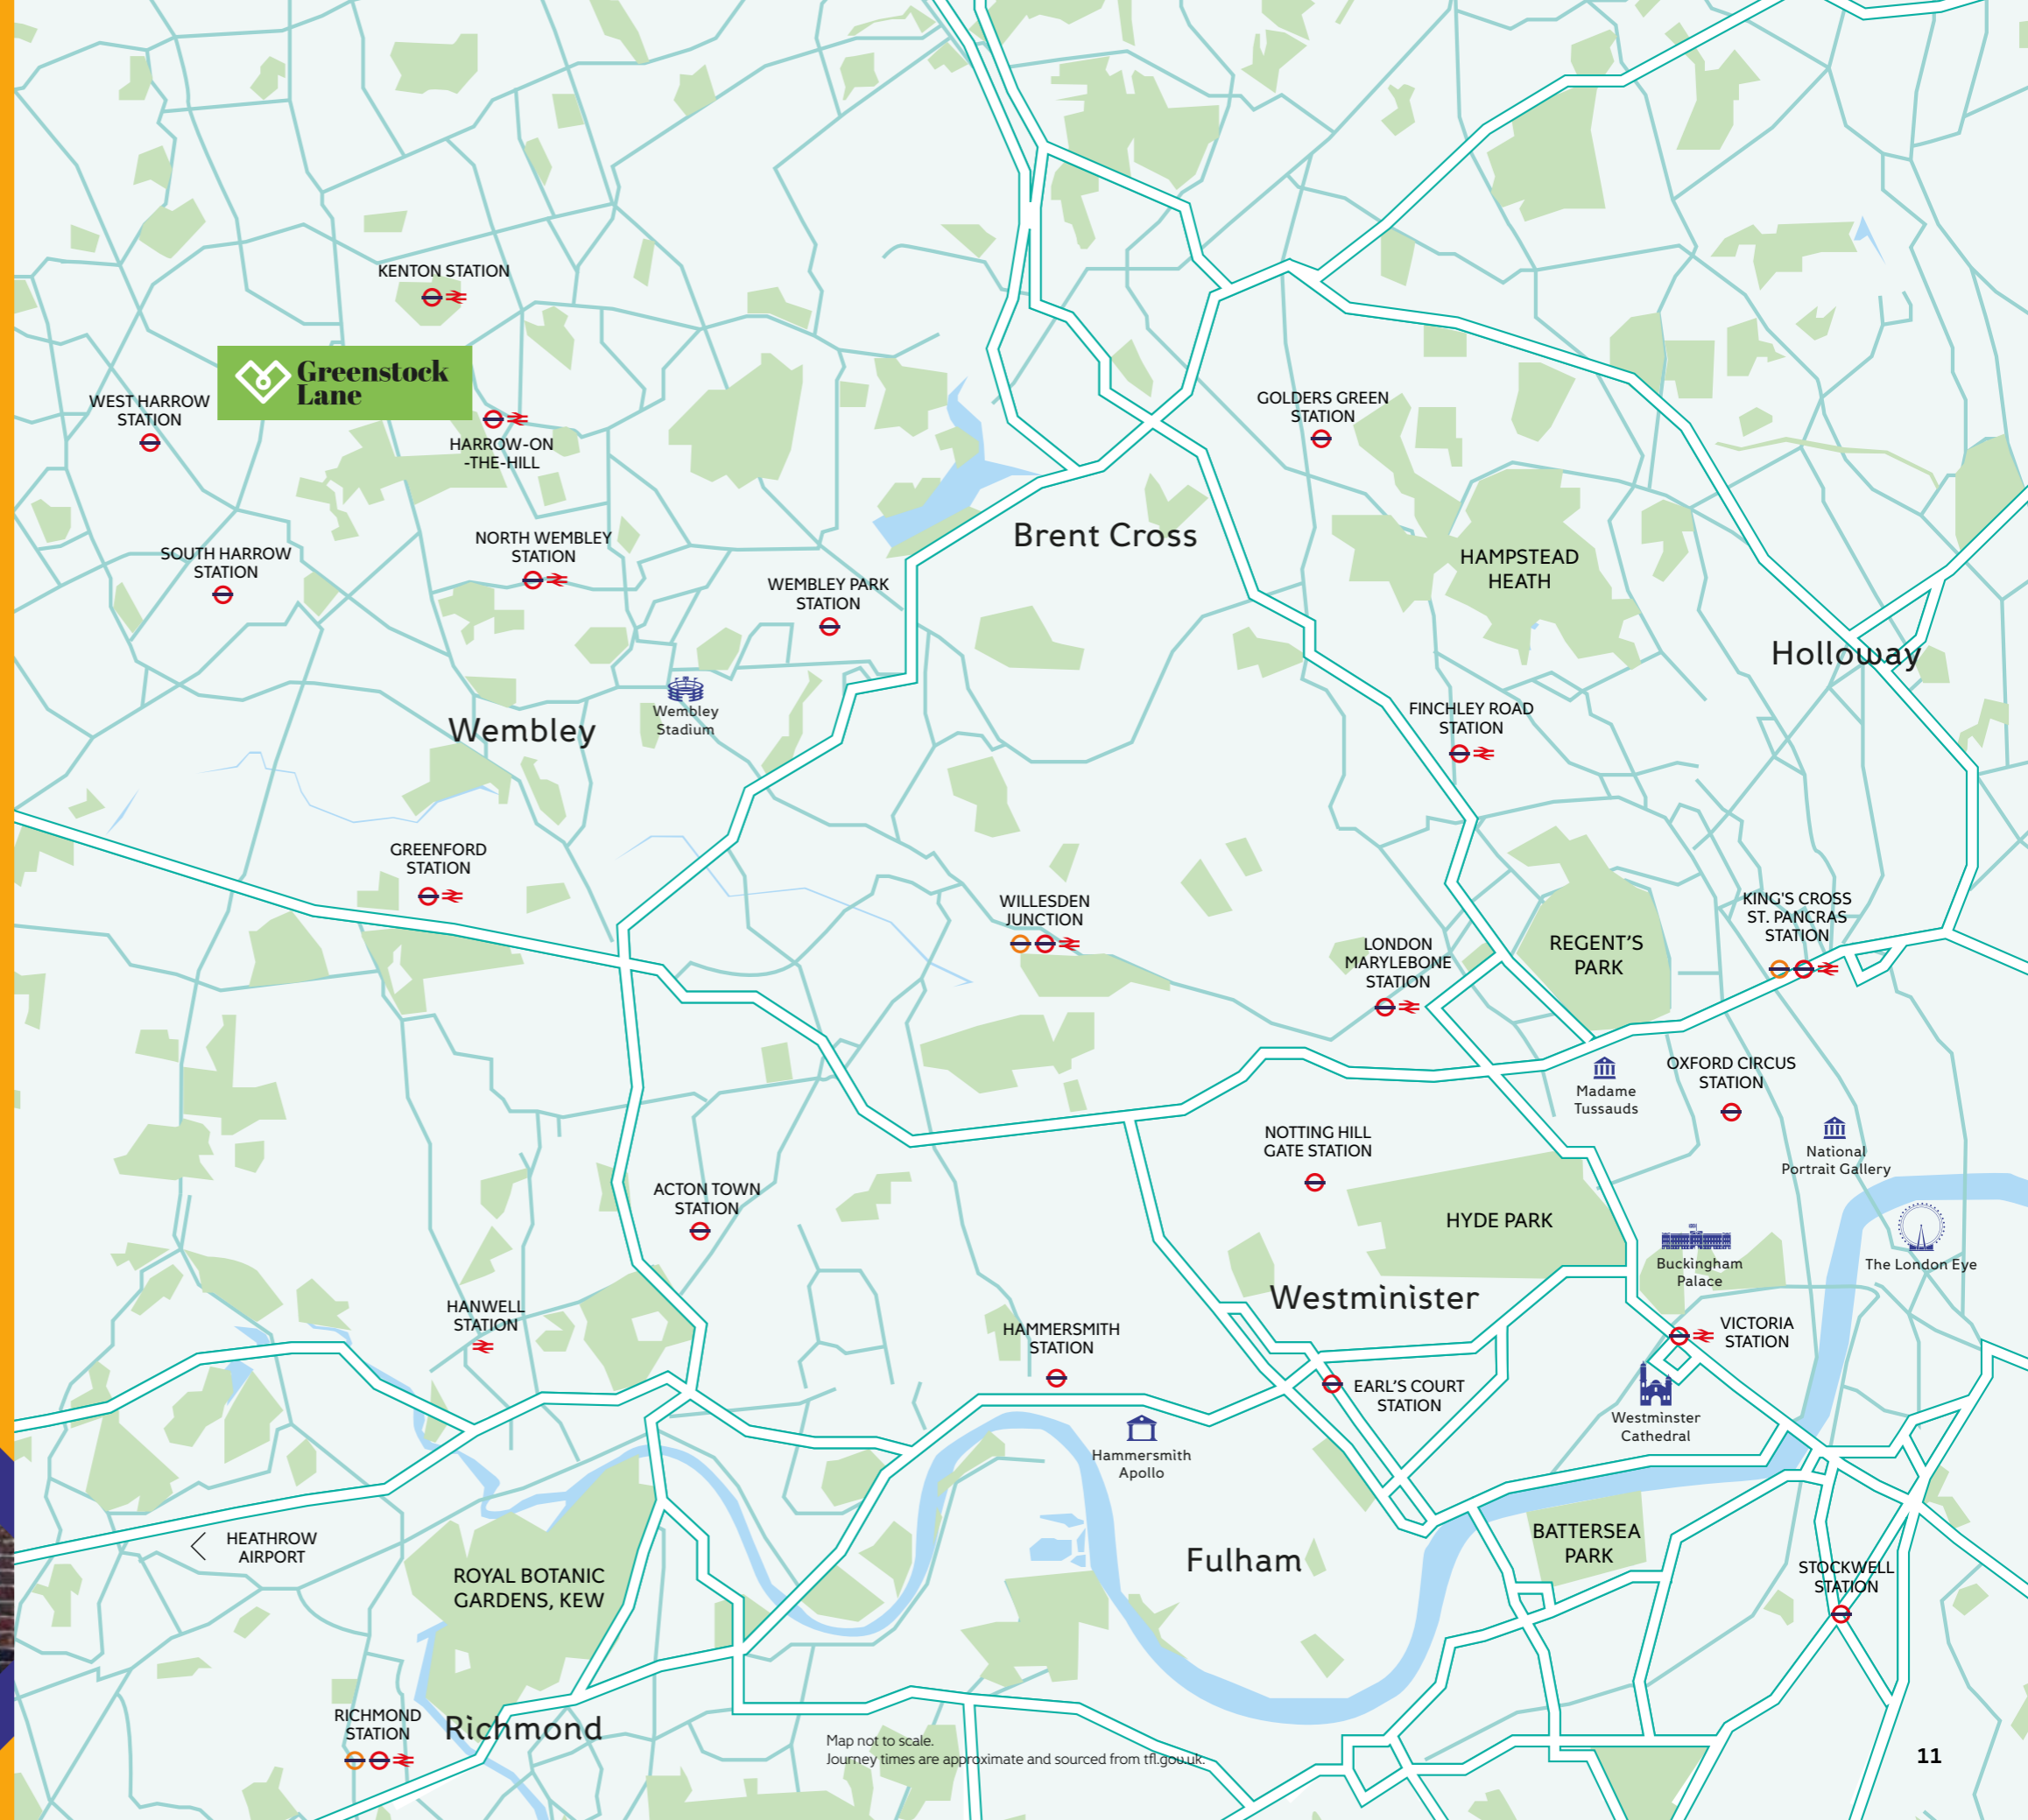 KENTON STATION
Greenstock
Lane
WEST HARROW
STATION
HARROW-ON
-THE-HILL
GOLDERS GREEN
STATION
Brent Cross
SOUTH HARROW
STATION
NORTH WEMBLEY
STATION
WEMBLEY PARK
STATION
HAMPSTEAD
HEATH
Holloway
Wembley
Wembley
Stadium
FINCHLEY ROAD
STATION
GREENFORD
STATION
WILLESDEN
JUNCTION
LONDON
MARYLEBONE
STATION
REGENT'S
PARK
KING'S CROSS
ST. PANCRAS
STATION
Madame
Tussauds
OXFORD CIRCUS
STATION
NOTTING HILL
GATE STATION
National
Portrait Gallery
ACTON TOWN
STATION
HYDE PARK
Buckingham
Palace
The London Eye
Westminister
HANWELL
STATION
HAMMERSMITH
STATION
VICTORIA
STATION
EARL'S COURT
STATION
Westminster
Cathedral
Hammersmith
Apollo
HEATHROW
AIRPORT
ROYAL BOTANIC
GARDENS, KEW
Fulham
BATTERSEA
PARK
STOCKWELL
STATION
RICHMOND
STATION
Richmond
Map not to scale.
Journey times are approximate and sourced from tfl.gov.uk.
11